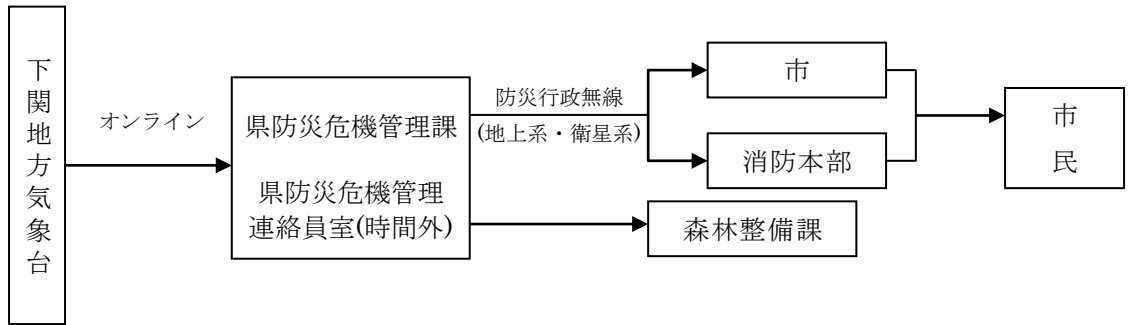 下関地方気象台
オンライン
県防災危機管理課
県防災危機管理
連絡員室(時間外)
防災行政無線
(地上系・衛星系)
市
消防本部
森林整備課
市民